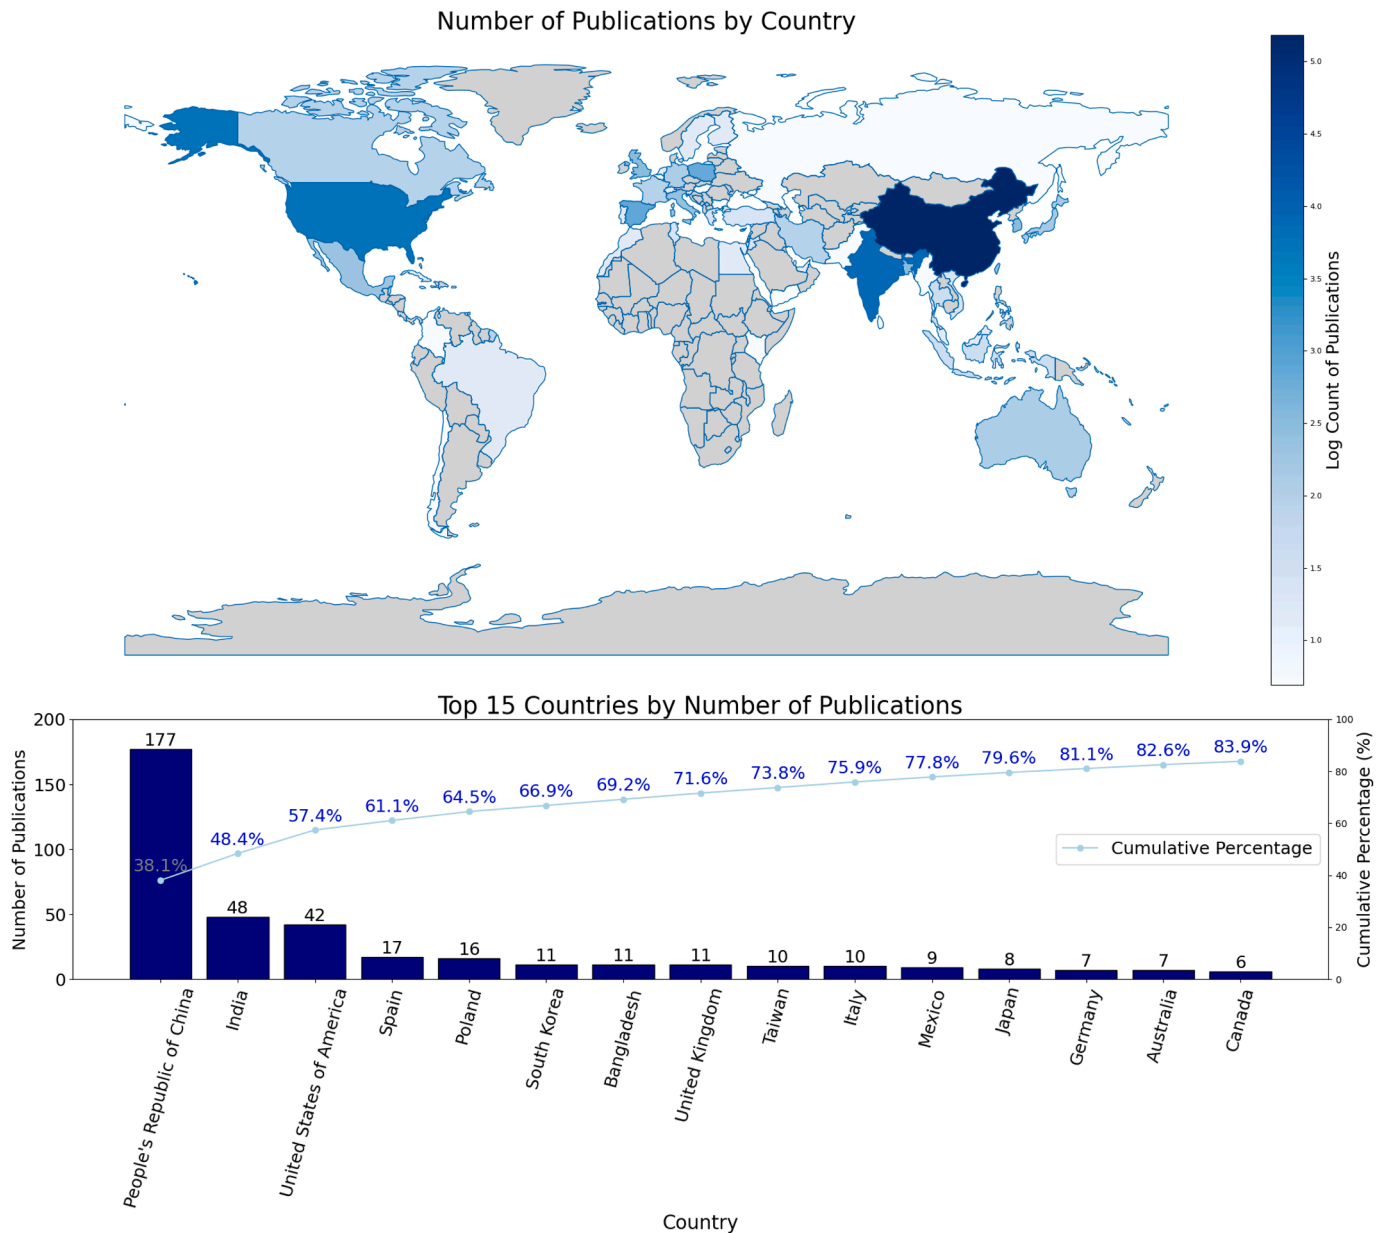 Number of Publications by Country
5.0
4.5
4.0
3.5
3.0
2.5
2.0
1.5
1.0
Log Count of Publications
Top 15 Countries by Number of Publications
200
150
100
50
0
Number of Publications
177
48
42
17
16
11
11
11
10
10
9
8
7
7
6
38.1%
48.4%
57.4%
61.1%
64.5%
66.9%
69.2%
71.6%
73.8%
75.9%
77.8%
79.6%
81.1%
82.6%
83.9%
Cumulative Percentage
100
80
60
40
20
0
Cumulative Percentage (%)
People's Republic of China
India
United States of America
Spain
Poland
South Korea
Bangladesh
United Kingdom
Taiwan
Italy
Mexico
Japan
Germany
Australia
Canada
Country